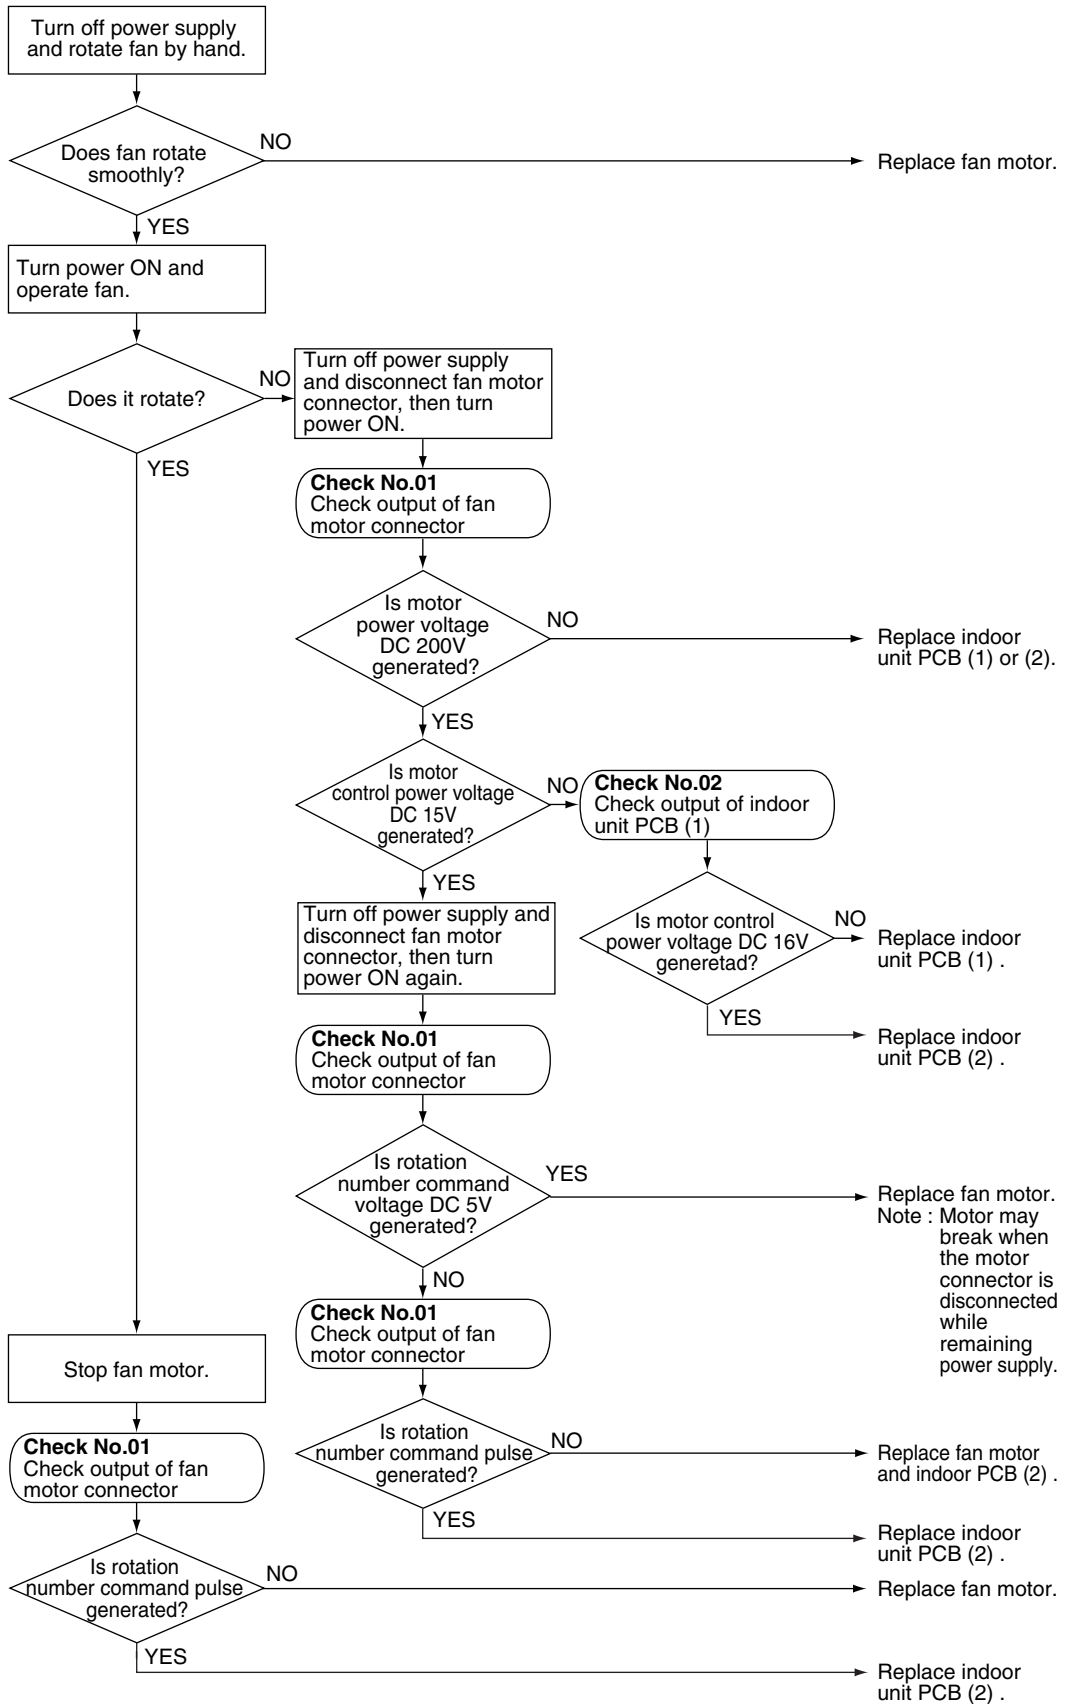 Turn off power supply
and rotate fan by hand.
Does fan rotate
smoothly?
NO
Replace fan motor.
YES
Turn power ON and
operate fan.
Does it rotate?
NO
Turn off power supply
and disconnect fan motor
connector, then turn
power ON.
YES
Check No.01
Check output of fan
motor connector
Is motor
power voltage
DC 200V
generated?
NO
Replace indoor
unit PCB (1) or (2).
YES
Is motor
control power voltage
DC 15V
generated?
NO
Check No.02
Check output of indoor
unit PCB (1)
YES
Is motor control
power voltage DC 16V
generetad?
NO
Replace indoor
unit PCB (1) .
YES
Replace indoor
unit PCB (2) .
Turn off power supply and
disconnect fan motor
connector, then turn
power ON again.
Check No.01
Check output of fan
motor connector
Is rotation
number command
voltage DC 5V
generated?
YES
Replace fan motor.
Note : Motor may
break when
the motor
connector is
disconnected
while
remaining
power supply.
NO
Check No.01
Check output of fan
motor connector
Is rotation
number command pulse
generated?
NO
Replace fan motor
and indoor PCB (2) .
YES
Replace indoor
unit PCB (2) .
Stop fan motor.
Check No.01
Check output of fan
motor connector
Is rotation
number command pulse
generated?
NO
Replace fan motor.
YES
Replace indoor
unit PCB (2) .